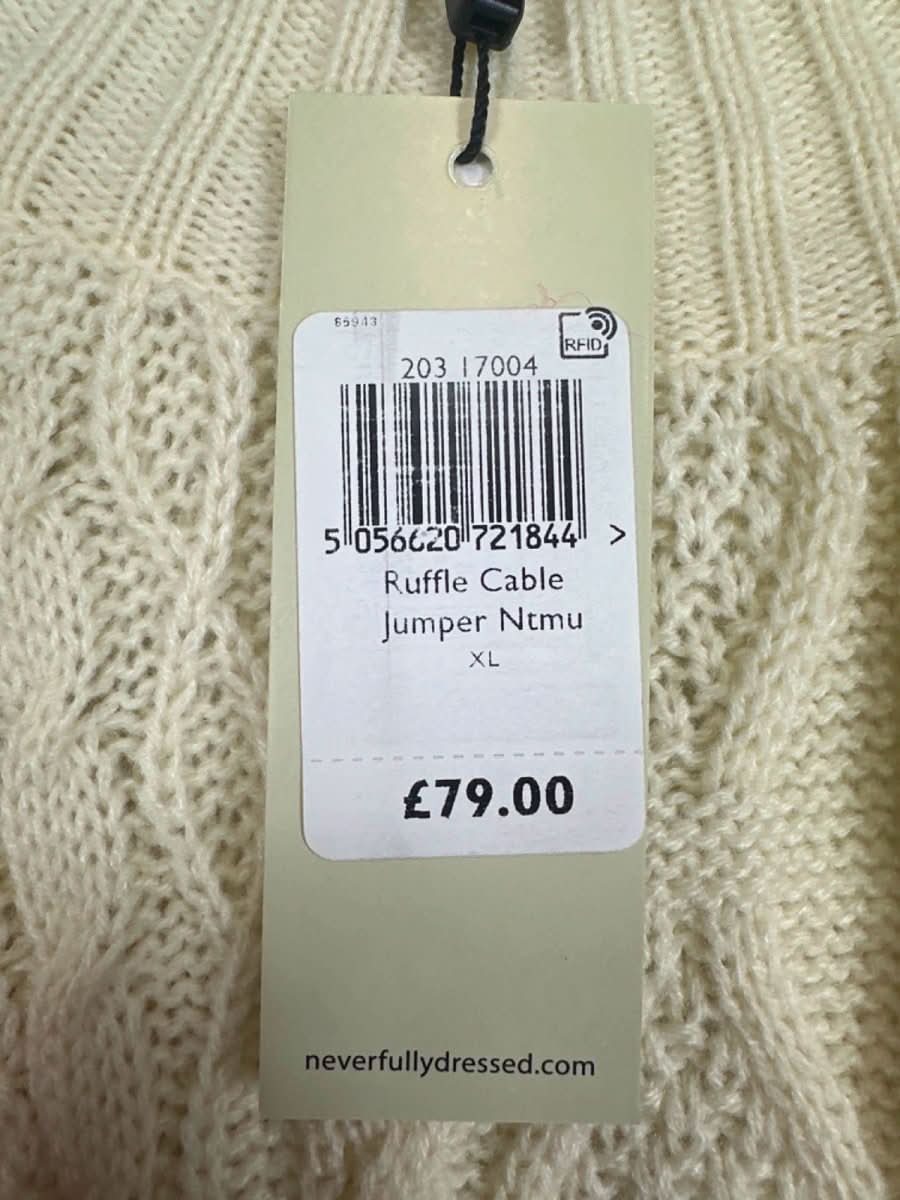 85943
RFID
203 17004
5 056620 721844 >
Ruffle Cable
Jumper Ntmu
XL
£79.00
neverfullydressed.com